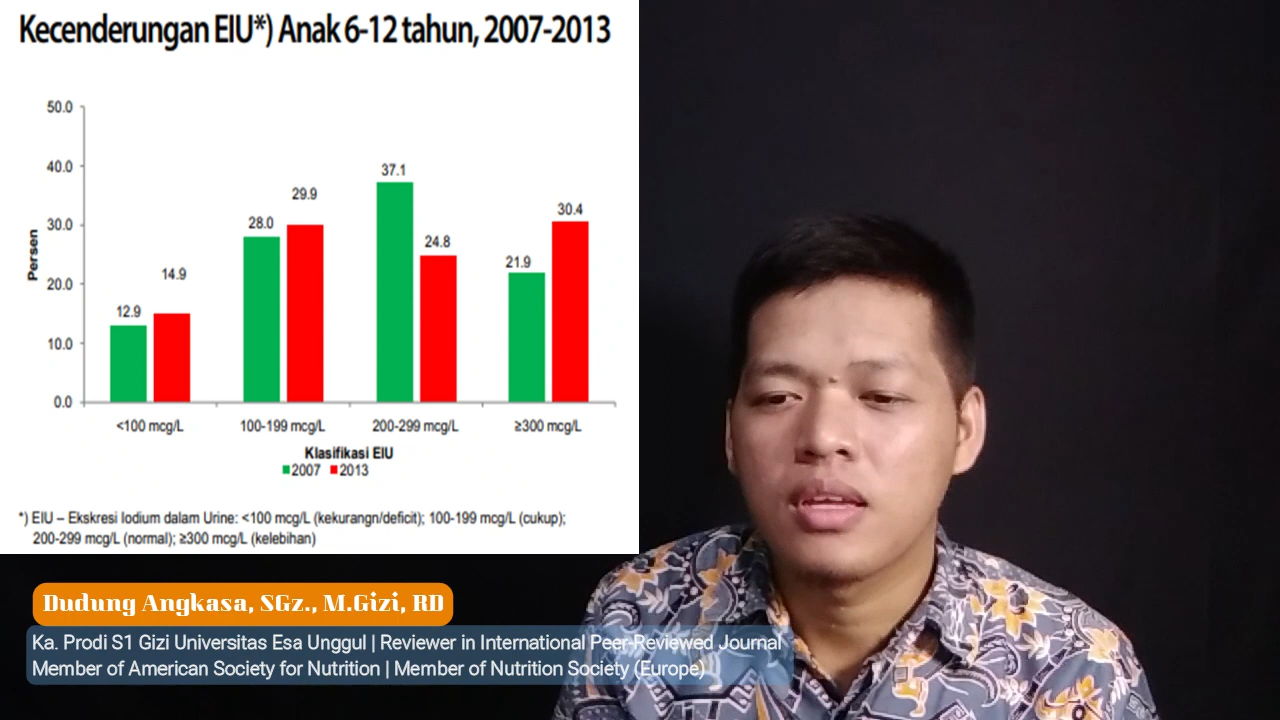 Kecenderungan EIU*) Anak 6-12 tahun, 2007-2013
50.0
40.0
30.0
20.0
10.0
0.0
Persen
12.9
14.9
28.0
29.9
37.1
24.8
21.9
30.4
<100 mcg/L
100-199 mcg/L
200-299 mcg/L
≥300 mcg/L
Klasifikasi EIU
2007 2013
*) EIU – Ekskresi Iodium dalam Urine: <100 mcg/L (kekurangn/deficit); 100-199 mcg/L (cukup);
200-299 mcg/L (normal); ≥300 mcg/L (kelebihan)
Dudung Angkasa, SGz., M.Gizi, RD
Ka. Prodi S1 Gizi Universitas Esa Unggul | Reviewer in International Peer-Reviewed Journal
Member of American Society for Nutrition | Member of Nutrition Society (Europe)